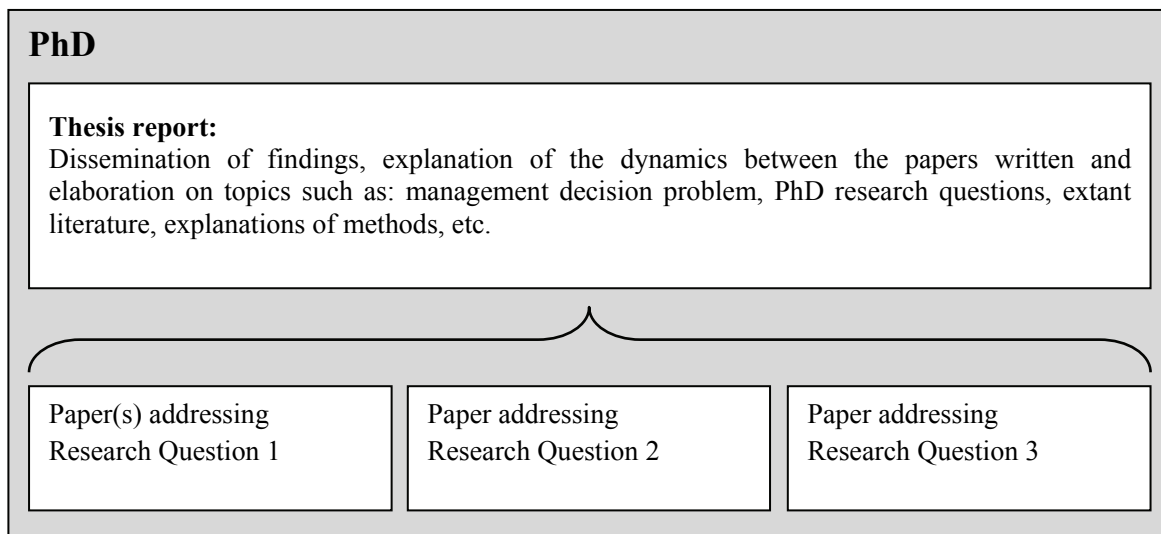 PhD
Thesis report:
Dissemination of findings, explanation of the dynamics between the papers written and
elaboration on topics such as: management decision problem, PhD research questions, extant
literature, explanations of methods, etc.
Paper(s) addressing
Research Question 1
Paper addressing
Research Question 2
Paper addressing
Research Question 3